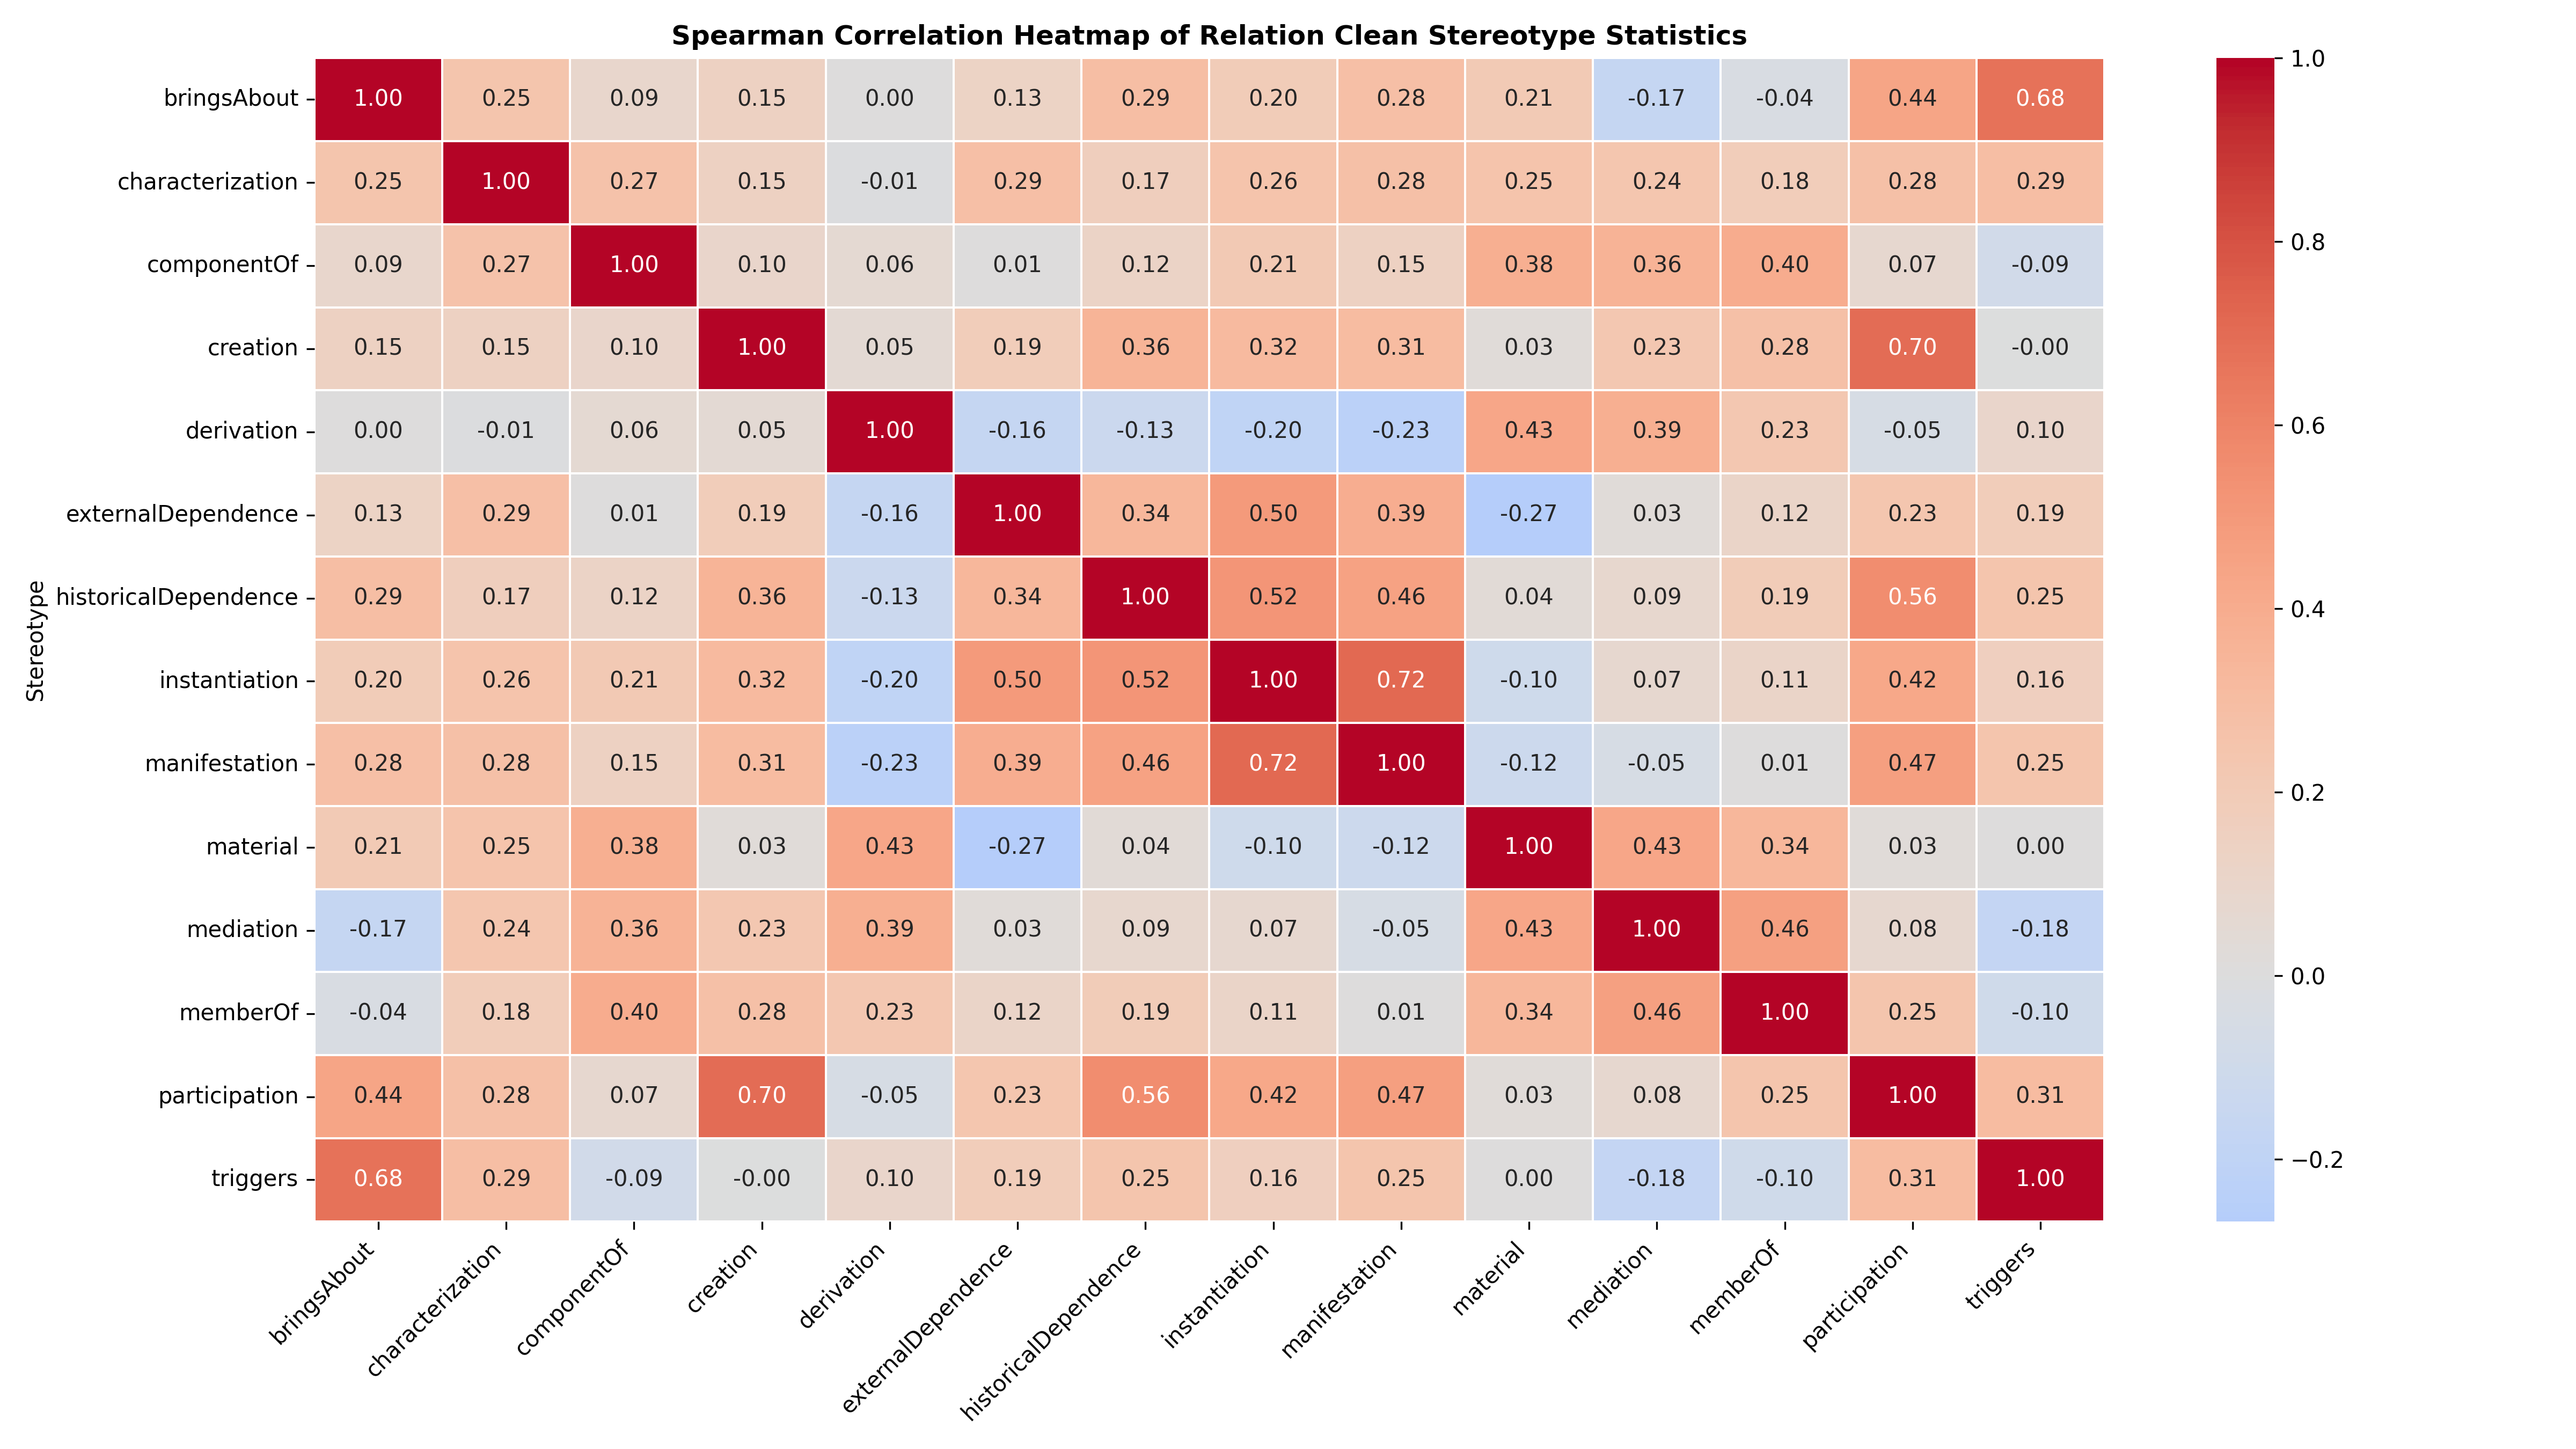 Spearman Correlation Heatmap of Relation Clean Stereotype Statistics
Stereotype
bringsAbout 1.00 0.25 0.09 0.15 0.00 0.13 0.29 0.20 0.28 0.21 -0.17 -0.04 0.44 0.68
characterization 0.25 1.00 0.27 0.15 -0.01 0.29 0.17 0.26 0.28 0.25 0.24 0.18 0.28 0.29
componentOf 0.09 0.27 1.00 0.10 0.06 0.01 0.12 0.21 0.15 0.38 0.36 0.40 0.07 -0.09
creation 0.15 0.15 0.10 1.00 0.05 0.19 0.36 0.32 0.31 0.03 0.23 0.28 0.70 -0.00
derivation 0.00 -0.01 0.06 0.05 1.00 -0.16 -0.13 -0.20 -0.23 0.43 0.39 0.23 -0.05 0.10
externalDependence 0.13 0.29 0.01 0.19 -0.16 1.00 0.34 0.50 0.39 -0.27 0.03 0.12 0.23 0.19
historicalDependence 0.29 0.17 0.12 0.36 -0.13 0.34 1.00 0.52 0.46 0.04 0.09 0.19 0.56 0.25
instantiation 0.20 0.26 0.21 0.32 -0.20 0.50 0.52 1.00 0.72 -0.10 0.07 0.11 0.42 0.16
manifestation 0.28 0.28 0.15 0.31 -0.23 0.39 0.46 0.72 1.00 -0.12 -0.05 0.01 0.47 0.25
material 0.21 0.25 0.38 0.03 0.43 -0.27 0.04 -0.10 -0.12 1.00 0.43 0.34 0.03 0.00
mediation -0.17 0.24 0.36 0.23 0.39 0.03 0.09 0.07 -0.05 0.43 1.00 0.46 0.08 -0.18
memberOf -0.04 0.18 0.40 0.28 0.23 0.12 0.19 0.11 0.01 0.34 0.46 1.00 0.25 -0.10
participation 0.44 0.28 0.07 0.70 -0.05 0.23 0.56 0.42 0.47 0.03 0.08 0.25 1.00 0.31
triggers 0.68 0.29 -0.09 -0.00 0.10 0.19 0.25 0.16 0.25 0.00 -0.18 -0.10 0.31 1.00
bringsAbout characterization componentOf creation derivation externalDependence historicalDependence instantiation manifestation material mediation memberOf participation triggers
1.0
0.8
0.6
0.4
0.2
0.0
−0.2